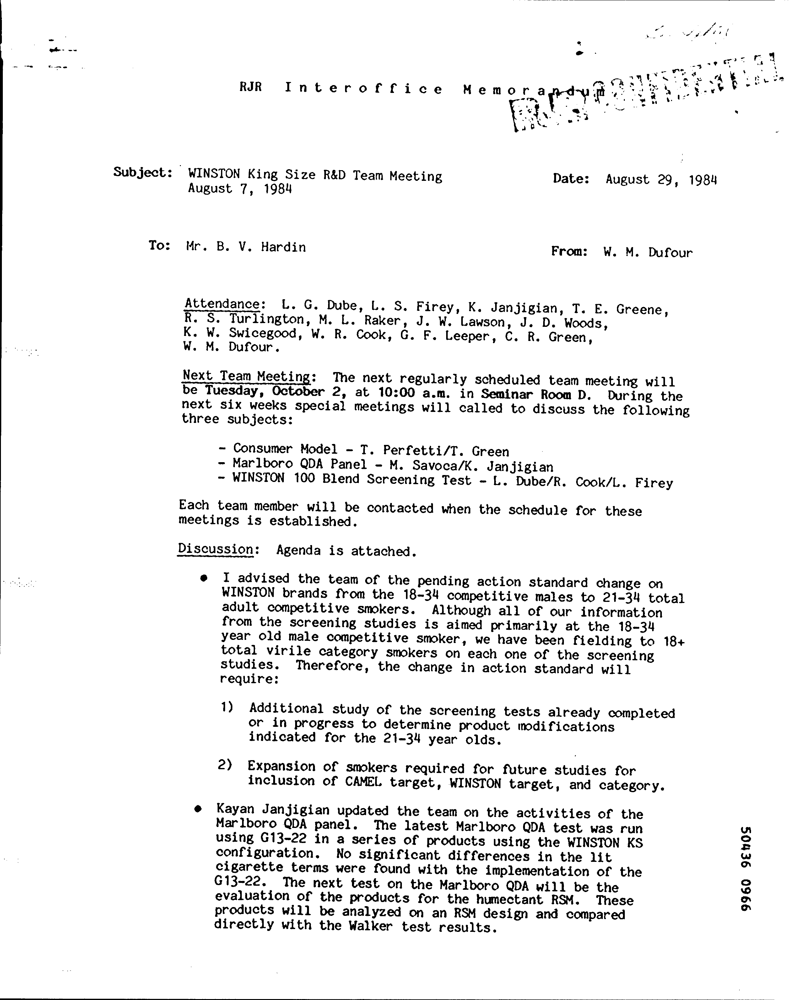 RJR Interoffice Memorandum
CONFIDENTIAL
Subject: WINSTON King Size R&D Team Meeting
August 7, 1984
Date: August 29, 1984
To: Mr. B. V. Hardin
From: W. M. Dufour
Attendance: L. G. Dube, L. S. Firey, K. Janjigian, T. E. Greene,
R. S. Turlington, M. L. Raker, J. W. Lawson, J. D. Woods,
K. W. Swicegood, W. R. Cook, G. F. Leeper, C. R. Green,
W. M. Dufour.
Next Team Meeting: The next regularly scheduled team meeting will
be Tuesday, October 2, at 10:00 a.m. in Seminar Room D. During the
next six weeks special meetings will called to discuss the following
three subjects:
- Consumer Model - T. Perfetti/T. Green
- Marlboro QDA Panel - M. Savoca/K. Janjigian
- WINSTON 100 Blend Screening Test - L. Dube/R. Cook/L. Firey
Each team member will be contacted when the schedule for these
meetings is established.
Discussion: Agenda is attached.
● I advised the team of the pending action standard change on
WINSTON brands from the 18-34 competitive males to 21-34 total
adult competitive smokers. Although all of our information
from the screening studies is aimed primarily at the 18-34
year old male competitive smoker, we have been fielding to 18+
total virile category smokers on each one of the screening
studies. Therefore, the change in action standard will
require:
1) Additional study of the screening tests already completed
or in progress to determine product modifications
indicated for the 21-34 year olds.
2) Expansion of smokers required for future studies for
inclusion of CAMEL target, WINSTON target, and category.
● Kayan Janjigian updated the team on the activities of the
Marlboro QDA panel. The latest Marlboro QDA test was run
using G13-22 in a series of products using the WINSTON KS
configuration. No significant differences in the lit
cigarette terms were found with the implementation of the
G13-22. The next test on the Marlboro QDA will be the
evaluation of the products for the humectant RSM. These
products will be analyzed on an RSM design and compared
directly with the Walker test results.
50436 0966